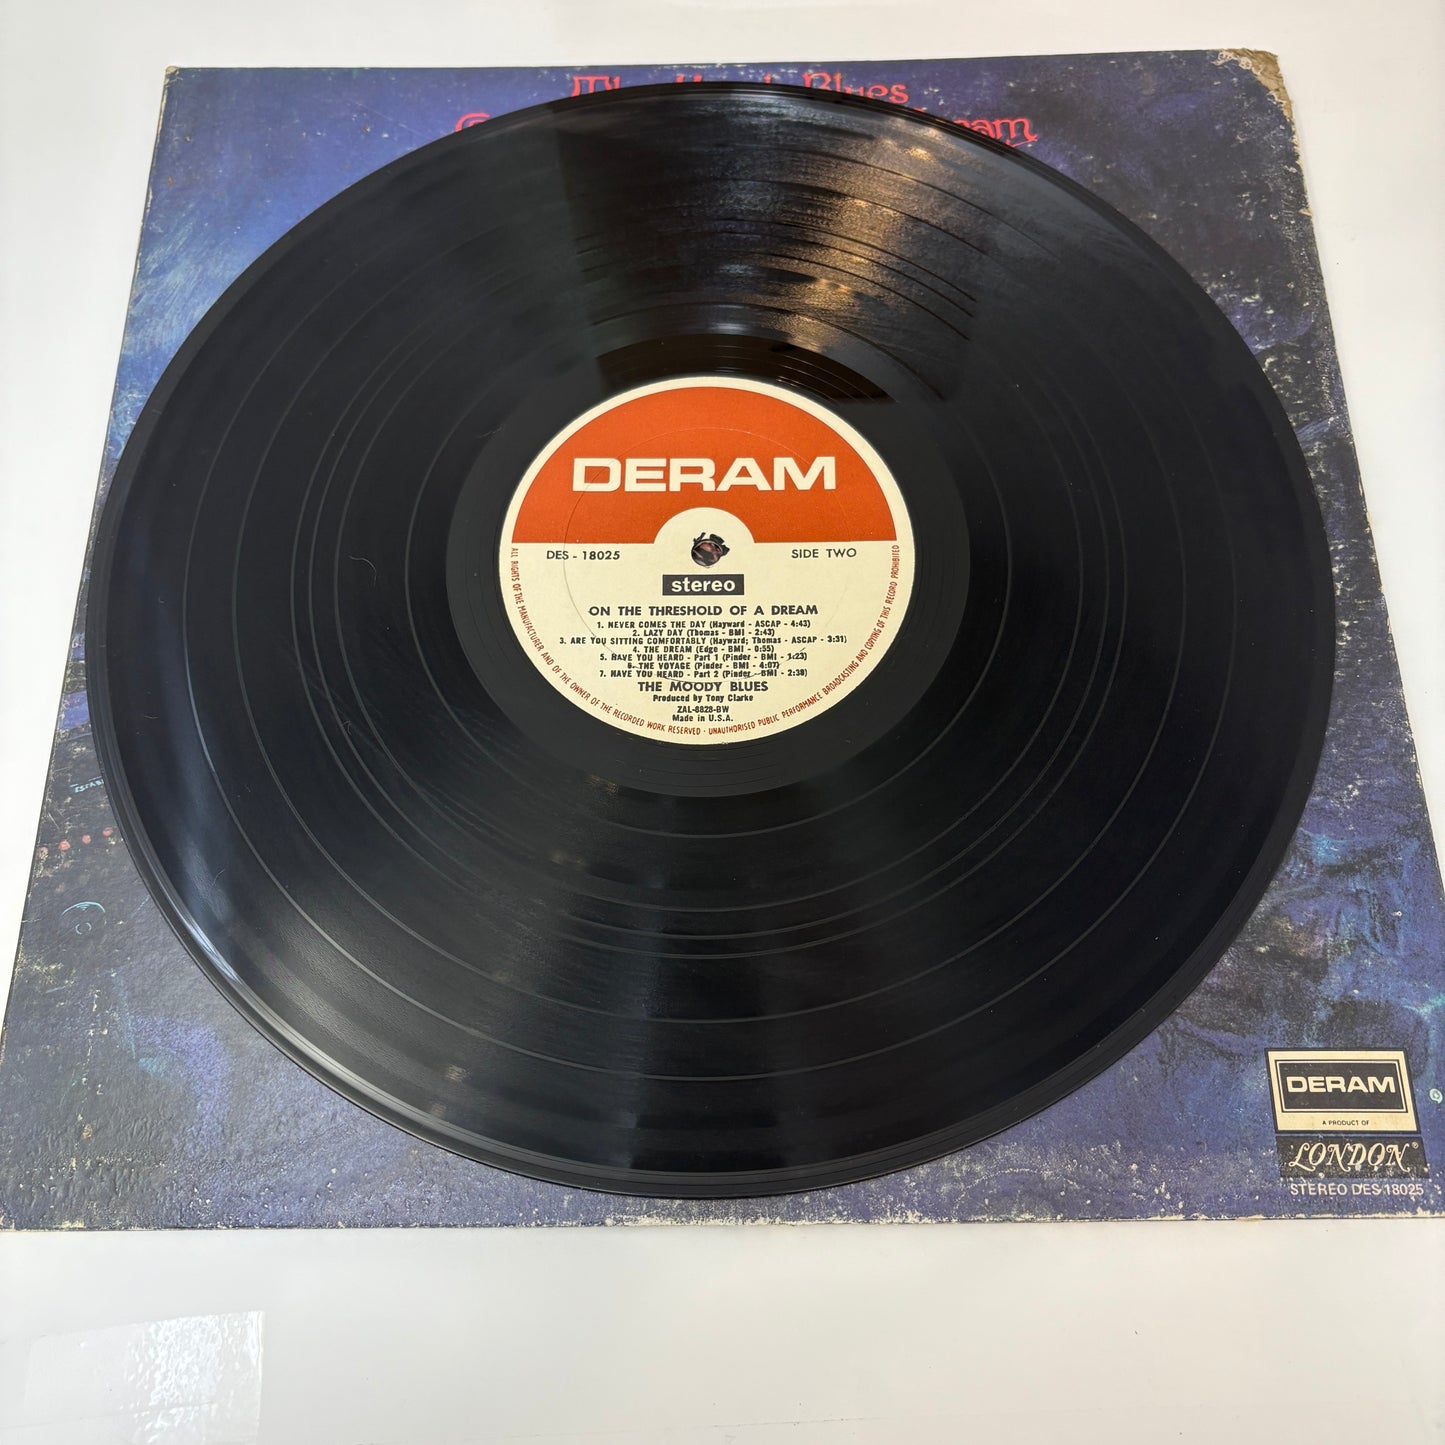 Blues
DERAM
DES - 18025
SIDE TWO
stereo
ON THE THRESHOLD OF A DREAM
1. NEVER COMES THE DAY (Hayward - ASCAP - 4:43)
2. LAZY DAY (Thomas - BMI - 2:43)
3. ARE YOU SITTING COMFORTABLY (Hayward; Thomas - ASCAP - 3:31)
4. THE DREAM (Edge - BMI - 0:55)
5. HAVE YOU HEARD - Part 1 (Pinder - BMI - 1:23)
6. THE VOYAGE (Pinder - BMI - 4:07)
7. HAVE YOU HEARD - Part 2 (Pinder - BMI - 2:38)
THE MOODY BLUES
Produced by Tony Clarke
ZAL-8828-BW
Made in U.S.A.
ALL RIGHTS OF THE MANUFACTURER AND OF THE OWNER OF THE RECORDED WORK RESERVED · UNAUTHORISED PUBLIC PERFORMANCE BROADCASTING AND COPYING OF THIS RECORD PROHIBITED
DERAM
A PRODUCT OF
LONDON®
STEREO DES 18025